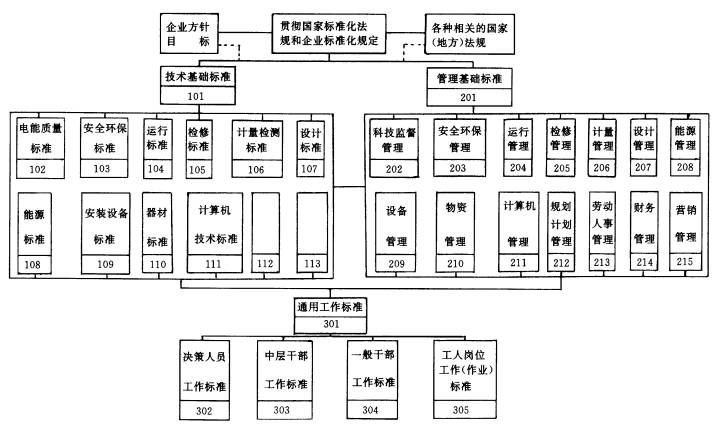 企业方针
目　标
贯彻国家标准化法
规和企业标准化规定
各种相关的国家
(地方)法规
技术基础标准
101
管理基础标准
201
电能质量
标准
102
安全环保
标准
103
运行
标准
104
检修
标准
105
计量检测
标准
106
设计
标准
107
科技监督
管理
202
安全环保
管理
203
运行
管理
204
检修
管理
205
计量
管理
206
设计
管理
207
能源
管理
208
能源
标准
108
安装设备
标准
109
器材
标准
110
计算机
技术标准
111
112
113
设备
管理
209
物资
管理
210
计算机
管理
211
规划
计划
管理
212
劳动
人事
管理
213
财务
管理
214
营销
管理
215
通用工作标准
301
决策人员
工作标准
302
中层干部
工作标准
303
一般干部
工作标准
304
工人岗位
工作(作业)
标准
305